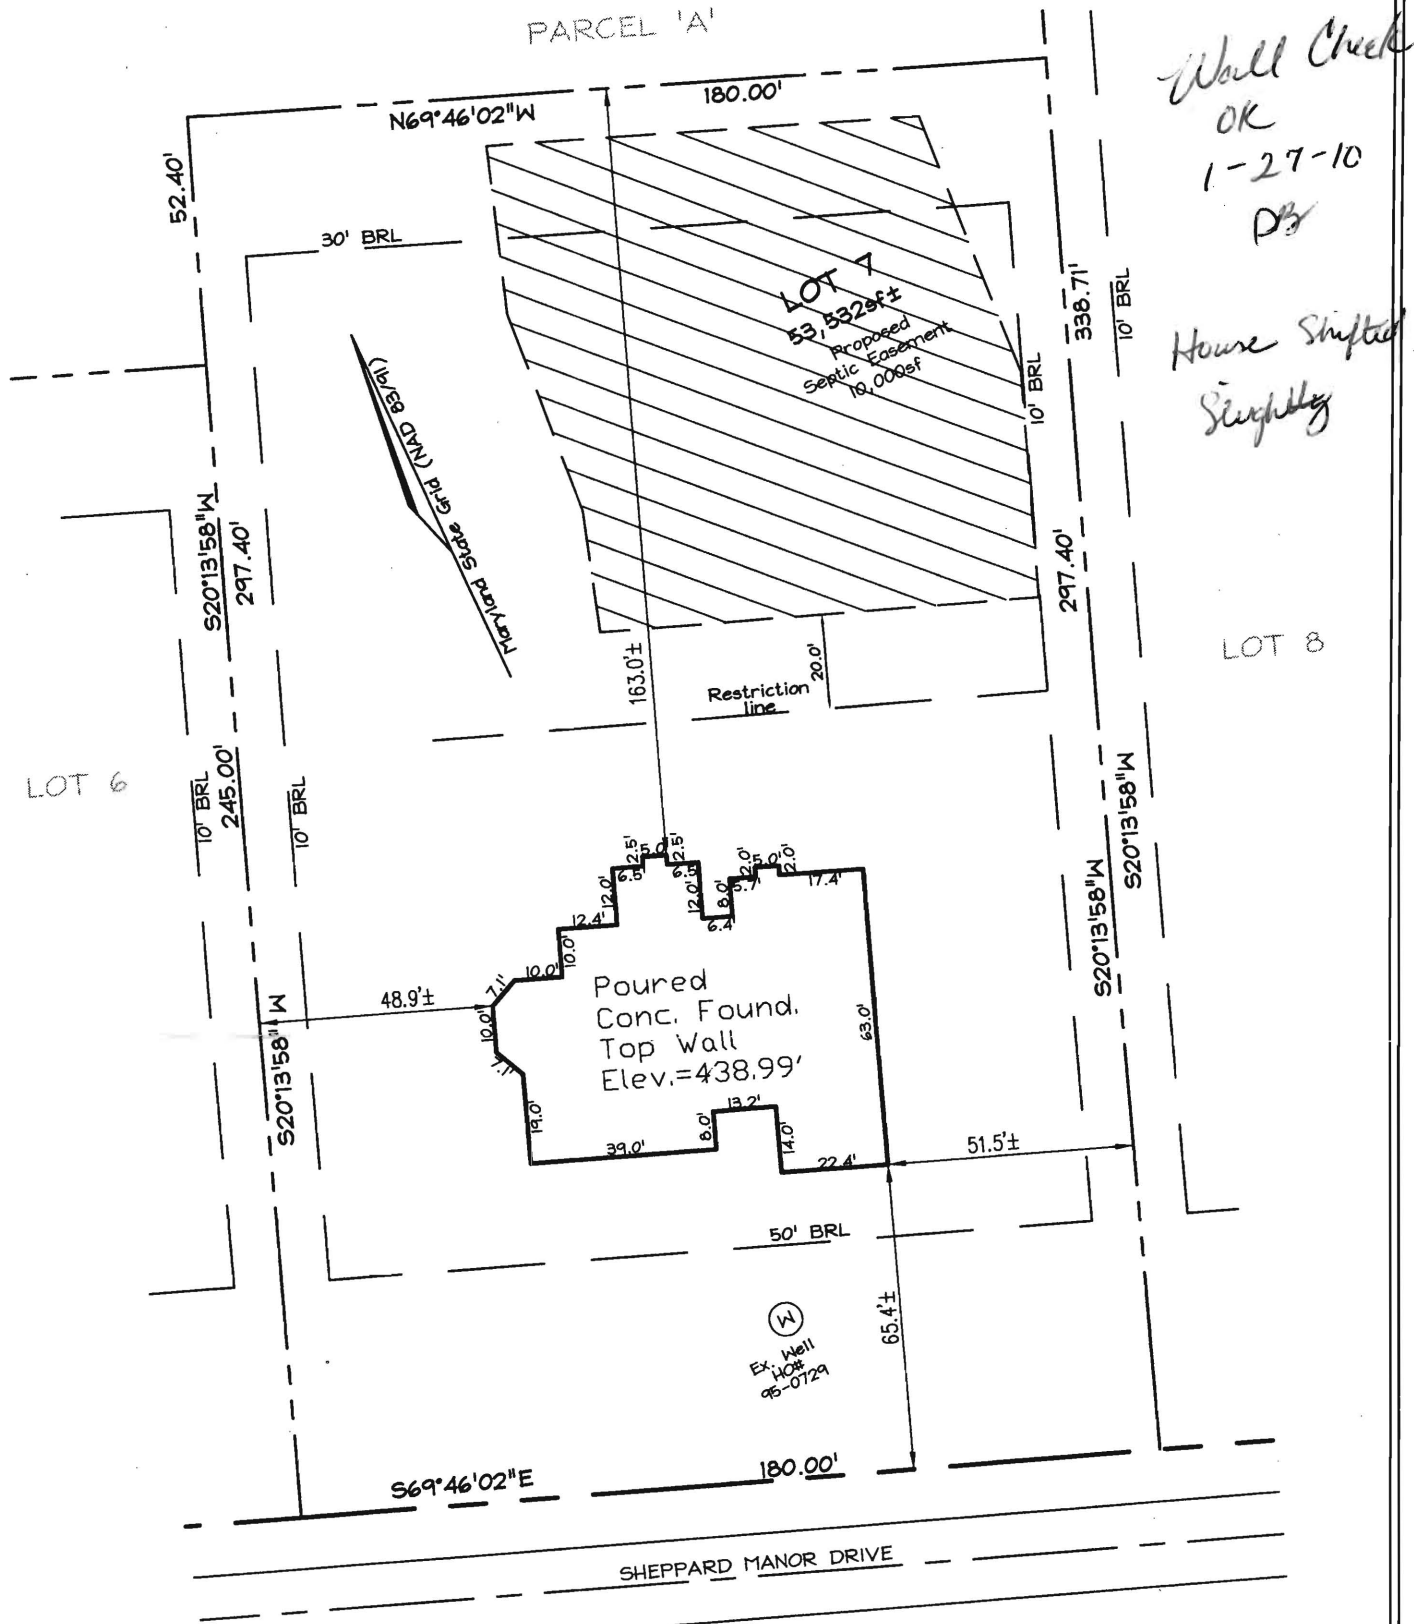 PARCEL 'A'
Wall Check
OK
1-27-10
DB
House Shifted
Slightly
N69°46'02"W
180.00'
52.40'
30' BRL
LOT 7
53,532sf±
Proposed
Septic Easement
10,000sf
338.71'
10' BRL
10' BRL
Maryland State Grid (NAD 83/91)
S20°13'58"W
297.40'
297.40'
LOT 8
163.0'±
20.0'
Restriction
line
LOT 6
10' BRL
245.00'
10' BRL
S20°13'58"W
S20°13'58"W
2.5'
5.0'
2.5'
6.5'
6.5'
12.0'
12.0'
8.0'
2.0'
5.0'
2.0'
5.7'
17.4'
6.4'
12.4'
10.0'
10.0'
7.1'
10.0'
7.1'
19.0'
48.9'±
S20°13'58" W
Poured
Conc. Found.
Top Wall
Elev.=438.99'
63.0'
13.2'
8.0'
14.0'
39.0'
22.4'
51.5'±
50' BRL
65.4'±
W
Ex. Well
HO#
95-0729
S69°46'02"E
180.00'
SHEPPARD MANOR DRIVE